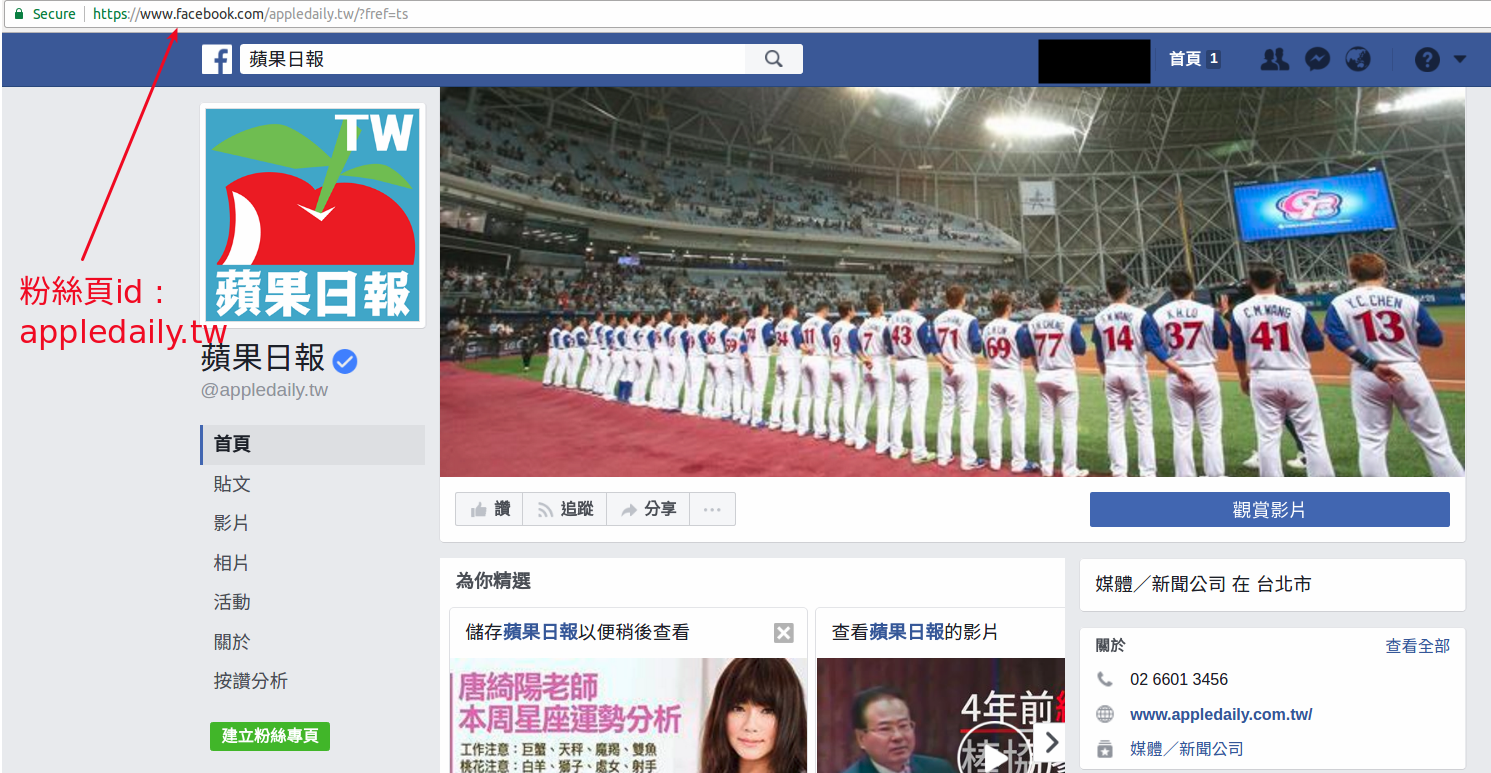 Secure https://www.facebook.com/appledaily.tw/?fref=ts
蘋果日報
首頁 1
TW
蘋果日報
粉絲頁id：
appledaily.tw
蘋果日報
@appledaily.tw
首頁
貼文
影片
相片
活動
關於
按讚分析
建立粉絲專頁
43
71
69
77
C.W.WANG
14
K.H.LO
37
C.M.WANG
41
Y.C.CHEN
13
讚 追蹤 分享 ...
觀賞影片
為你精選
儲存蘋果日報以便稍後查看
唐綺陽老師
本周星座運勢分析
工作注意：巨蟹、天秤、魔羯、雙魚
桃花注意：白羊、獅子、處女、射手
查看蘋果日報的影片
4年前
棒協
媒體／新聞公司 在 台北市
關於 查看全部
02 6601 3456
www.appledaily.com.tw/
媒體／新聞公司